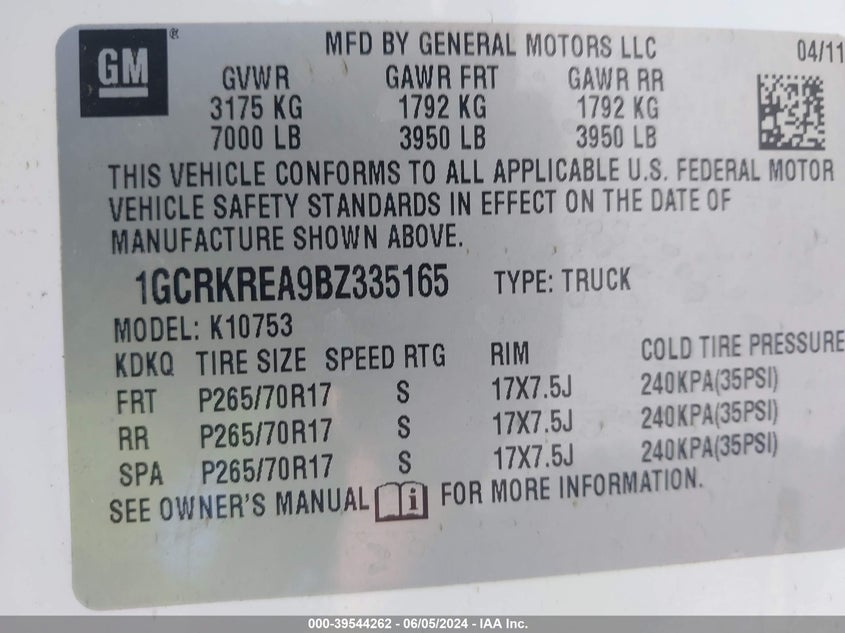 GM ®
MFD BY GENERAL MOTORS LLC 04/11
GVWR GAWR FRT GAWR RR
3175 KG 1792 KG 1792 KG
7000 LB 3950 LB 3950 LB
THIS VEHICLE CONFORMS TO ALL APPLICABLE U.S. FEDERAL MOTOR
VEHICLE SAFETY STANDARDS IN EFFECT ON THE DATE OF
MANUFACTURE SHOWN ABOVE.
1GCRKREA9BZ335165 TYPE: TRUCK
MODEL: K10753
KDKQ TIRE SIZE SPEED RTG RIM COLD TIRE PRESSURE
FRT P265/70R17 S 17X7.5J 240KPA(35PSI)
RR P265/70R17 S 17X7.5J 240KPA(35PSI)
SPA P265/70R17 S 17X7.5J 240KPA(35PSI)
SEE OWNER'S MANUAL i FOR MORE INFORMATION.
000-39544262 - 06/05/2024 - IAA Inc.